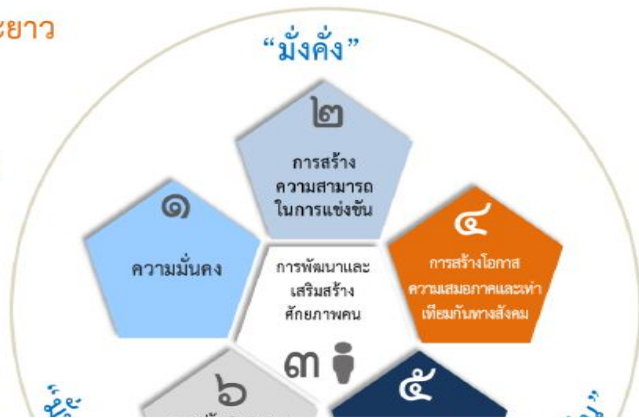 “มั่งคั่ง”
๒
การสร้าง
ความสามารถ
ในการแข่งขัน
๑
ความมั่นคง
๔
การสร้างโอกาส
ความเสมอภาคและเท่า
เทียมกันทางสังคม
การพัฒนาและ
เสริมสร้าง
ศักยภาพคน
๓
๖
๕